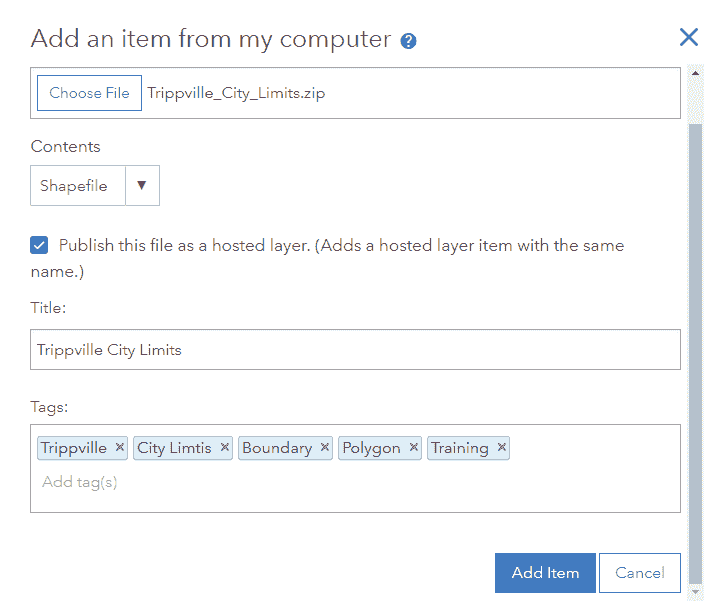 Add an item from my computer ?
Choose File Trippville_City_Limits.zip
Contents
Shapefile
Publish this file as a hosted layer. (Adds a hosted layer item with the same
name.)
Title:
Trippville City Limits
Tags:
Trippville × City Limtis × Boundary × Polygon × Training ×
Add tag(s)
Add Item Cancel